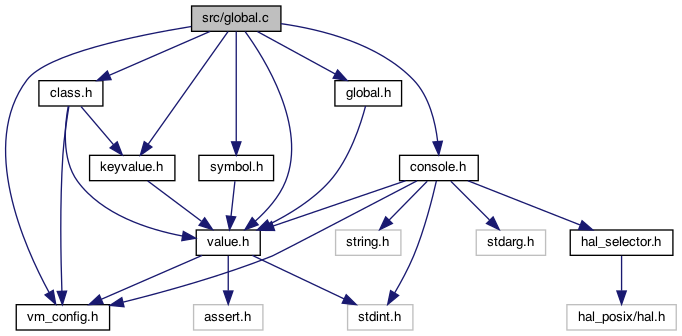 src/global.c
class.h
global.h
keyvalue.h
symbol.h
console.h
value.h
string.h
stdarg.h
hal_selector.h
vm_config.h
assert.h
stdint.h
hal_posix/hal.h